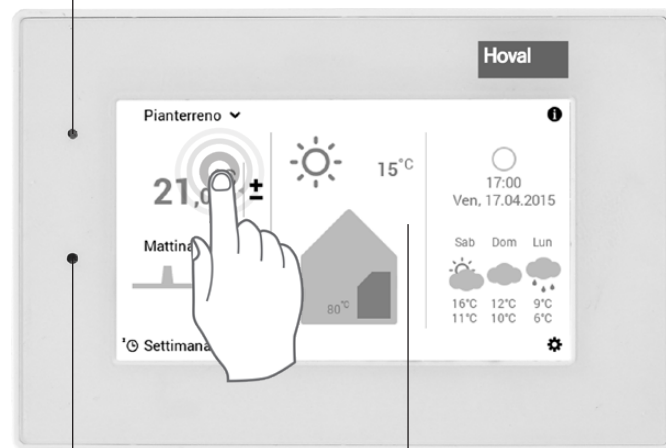 Hoval
Pianterreno
21,0
15°C
17:00
Ven, 17.04.2015
Mattina
Sab Dom Lun
80°C
16°C 12°C 9°C
11°C 10°C 6°C
Settimana